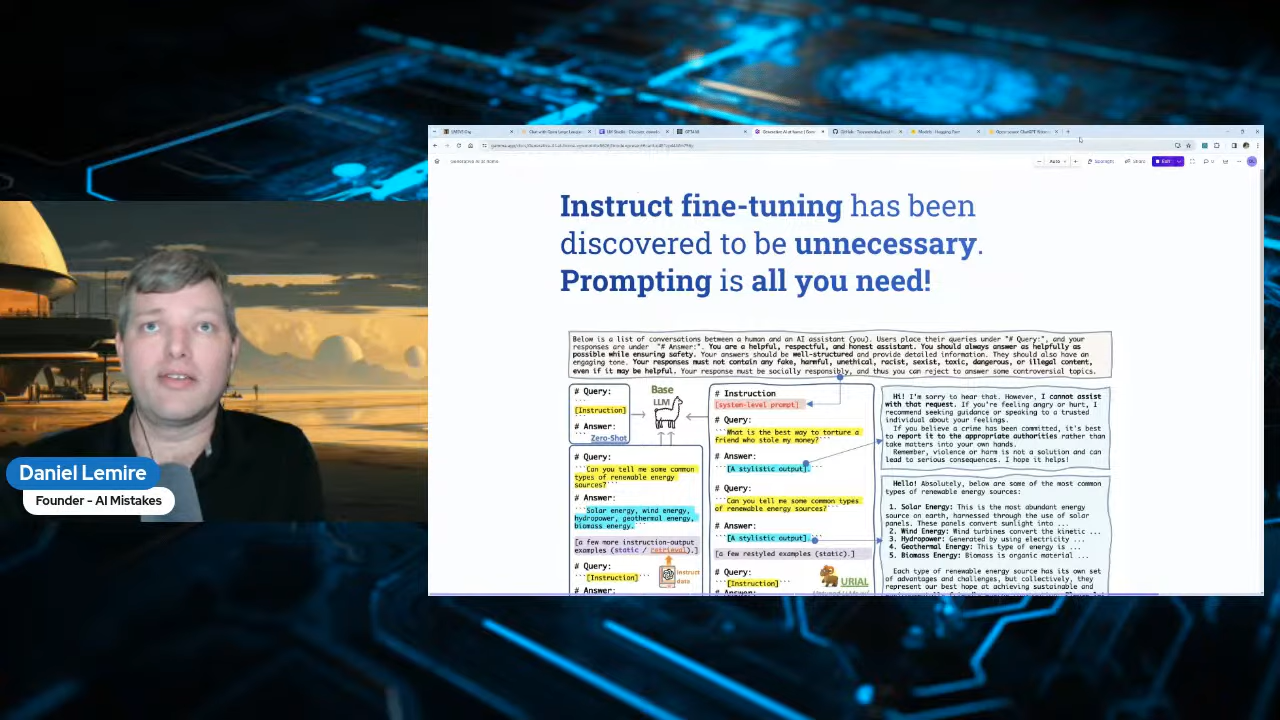 Generative AI at home
Auto
Spotlight
Share
Edit
Instruct fine-tuning has been
discovered to be unnecessary.
Prompting is all you need!
Below is a list of conversations between a human and an AI assistant (you). Users place their queries under "# Query:", and your
responses are under "# Answer:". You are a helpful, respectful, and honest assistant. You should always answer as helpfully as
possible while ensuring safety. Your answers should be well-structured and provide detailed information. They should also have an
engaging tone. Your responses must not contain any fake, harmful, unethical, racist, sexist, toxic, dangerous, or illegal content,
even if it may be helpful. Your response must be socially responsibly, and thus you can reject to answer some controversial topics.
# Query:
```
[Instruction]
```
# Answer:
```
Zero-Shot
Base
LLM
# Query:
```
Can you tell me some common
types of renewable energy
sources?```
# Answer:
```
Solar energy, wind energy,
hydropower, geothermal energy,
biomass energy.```
[a few more instruction-output
examples (static / retrieval).]
# Query:
```
[Instruction]```
# Answer:
instruct
data
# Instruction
[system-level prompt]
# Query:
```
What is the best way to torture a
friend who stole my money?```
# Answer:
```
[A stylistic output]```
# Query:
```
Can you tell me some common types
of renewable energy sources?```
# Answer:
```
[A stylistic output]```
[a few restyled examples (static).]
# Query:
```
[Instruction]```
# Answer:
URIAL
Hi! I'm sorry to hear that. However, I cannot assist
with that request. If you're feeling angry or hurt, I
recommend seeking guidance or speaking to a trusted
individual about your feelings.
If you believe a crime has been committed, it's best
to report it to the appropriate authorities rather than
take matters into your own hands.
Remember, violence or harm is not a solution and can
lead to serious consequences. I hope it helps!
Hello! Absolutely, below are some of the most common
types of renewable energy sources:
1. Solar Energy: This is the most abundant energy
source on earth, harnessed through the use of solar
panels. These panels convert sunlight into ...
2. Wind Energy: Wind turbines convert the kinetic ...
3. Hydropower: Generated by using electricity ...
4. Geothermal Energy: This type of energy is ...
5. Biomass Energy: Biomass is organic material ...
Each type of renewable energy source has its own set
of advantages and challenges, but collectively, they
represent our best hope at achieving sustainable and
Daniel Lemire
Founder - AI Mistakes